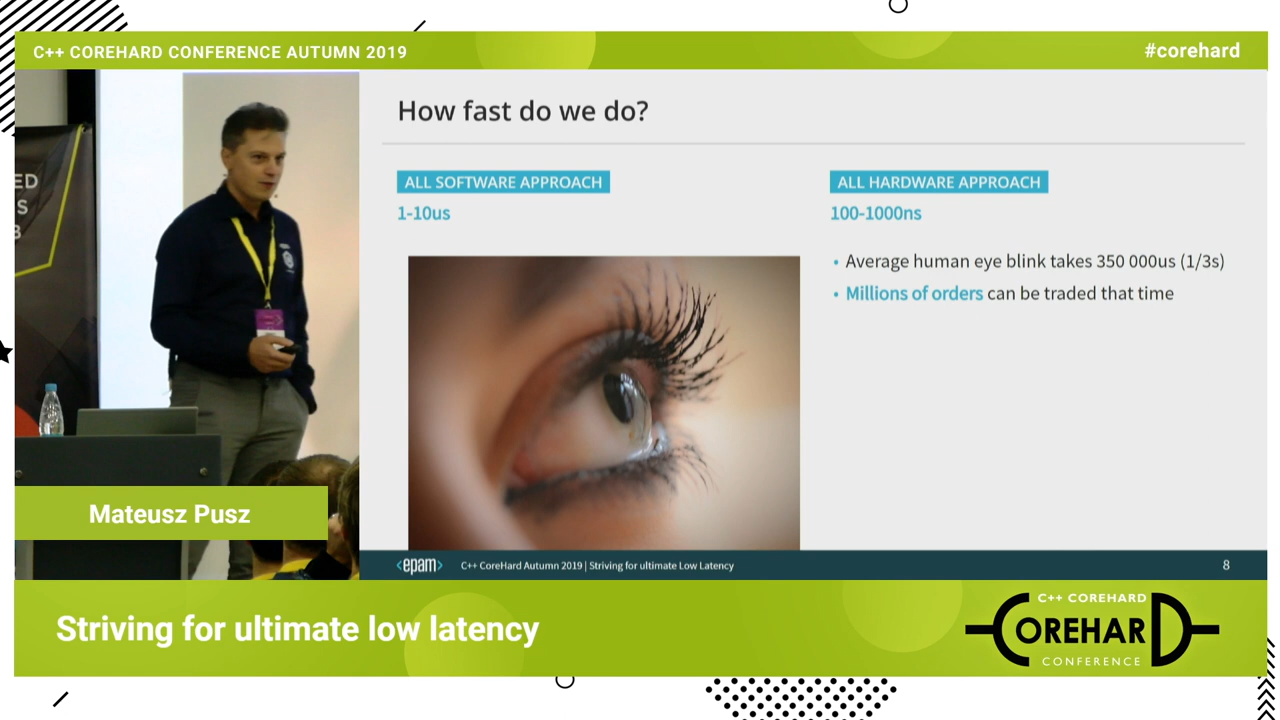 C++ COREHARD CONFERENCE AUTUMN 2019
#corehard
How fast do we do?
ALL SOFTWARE APPROACH
1-10us
ALL HARDWARE APPROACH
100-1000ns
• Average human eye blink takes 350 000us (1/3s)
• Millions of orders can be traded that time
ED
S
3
Mateusz Pusz
<epam>
C++ CoreHard Autumn 2019 | Striving for ultimate Low Latency
8
Striving for ultimate low latency
C++ COREHARD
COREHARD
CONFERENCE